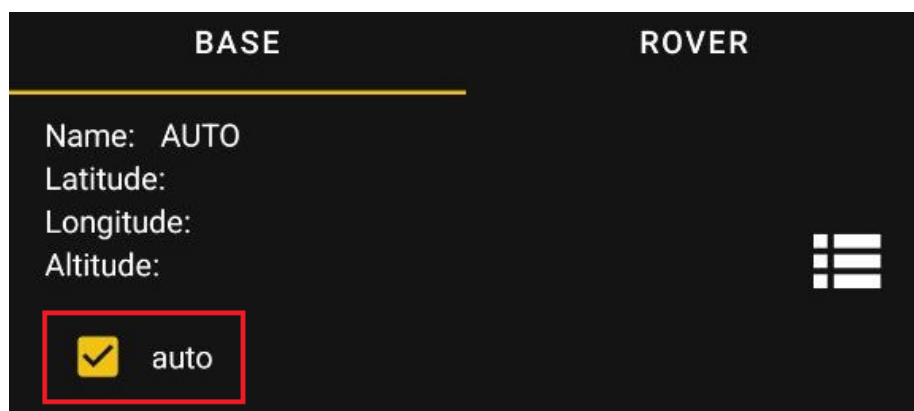 BASE ROVER
Name: AUTO
Latitude:
Longitude:
Altitude:
auto